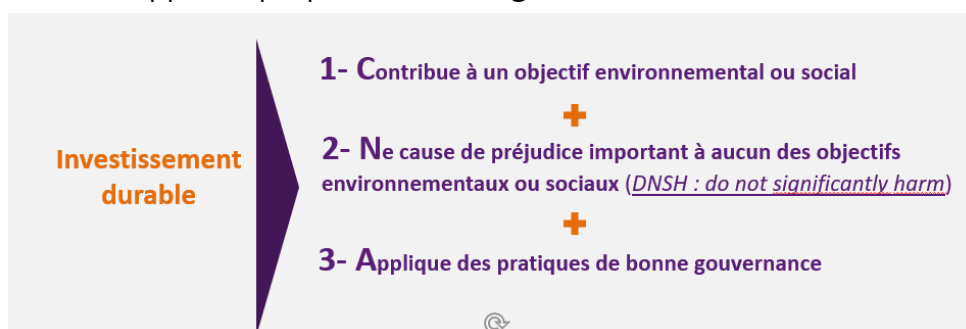 1- Contribue à un objectif environnemental ou social
Investissement
durable
2- Ne cause de préjudice important à aucun des objectifs
environnementaux ou sociaux (DNSH : do not significantly harm)
3- Applique des pratiques de bonne gouvernance